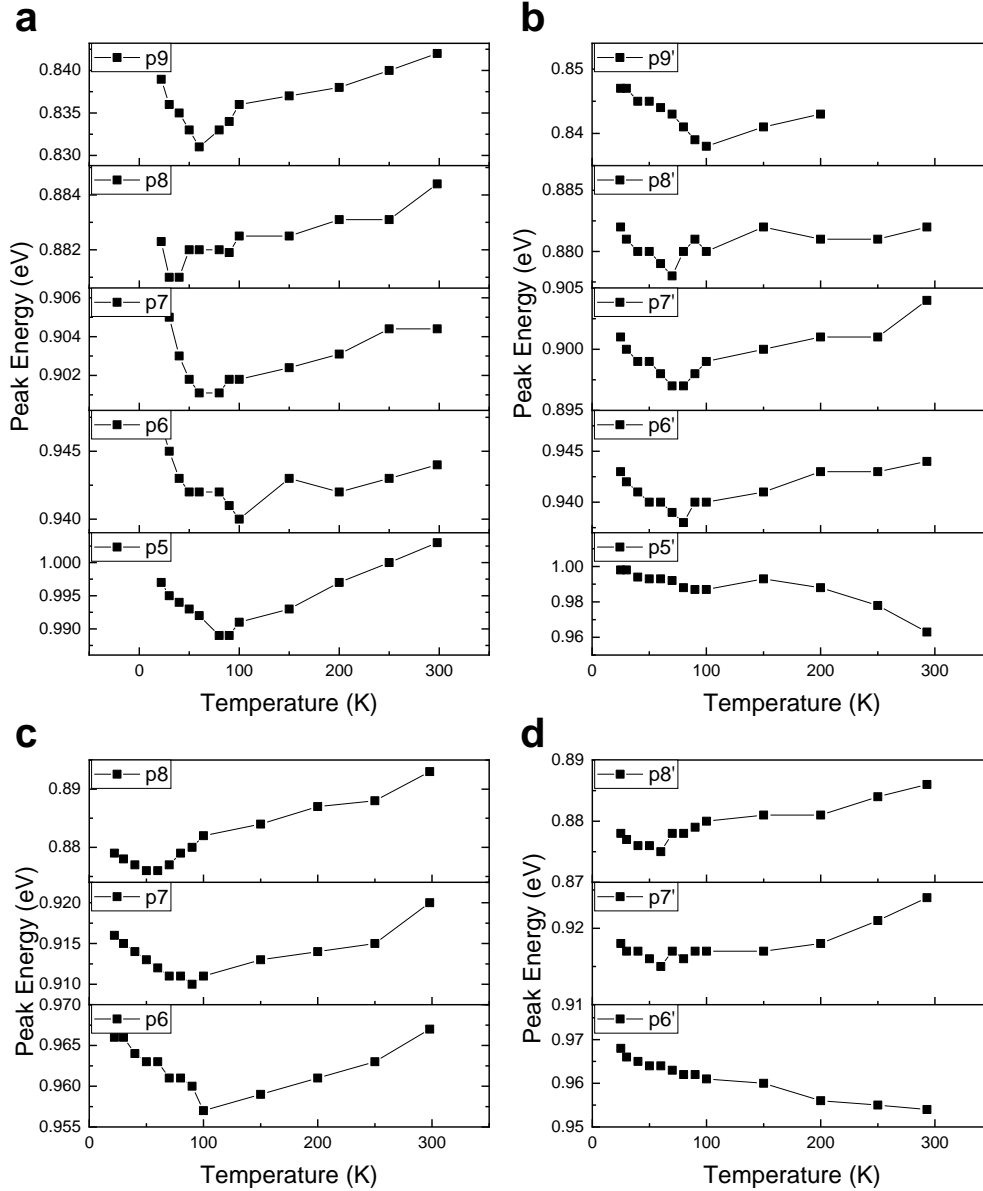 a
p9
0.840
0.835
0.830
p8
0.884
0.882
p7
0.906
0.904
0.902
p6
0.945
0.940
p5
1.000
0.995
0.990
0 100 200 300
Temperature (K)
Peak Energy (eV)
b
p9'
0.85
0.84
p8'
0.885
0.880
p7'
0.905
0.900
0.895
p6'
0.945
0.940
p5'
1.00
0.98
0.96
0 100 200 300
Temperature (K)
Peak Energy (eV)
c
p8
0.89
0.88
p7
0.920
0.915
0.910
p6
0.970
0.965
0.960
0.955
0 100 200 300
Temperature (K)
Peak Energy (eV)
d
p8'
0.89
0.88
0.87
p7'
0.92
0.91
p6'
0.97
0.96
0.95
0 100 200 300
Temperature (K)
Peak Energy (eV)